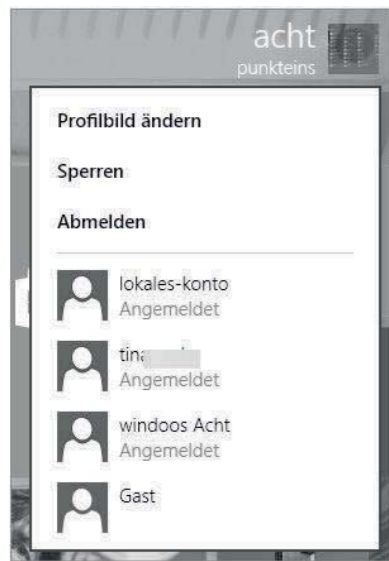 acht
punkteins
Profilbild ändern
Sperren
Abmelden
lokales-konto
Angemeldet
Angemeldet
windoos Acht
Angemeldet
Gast